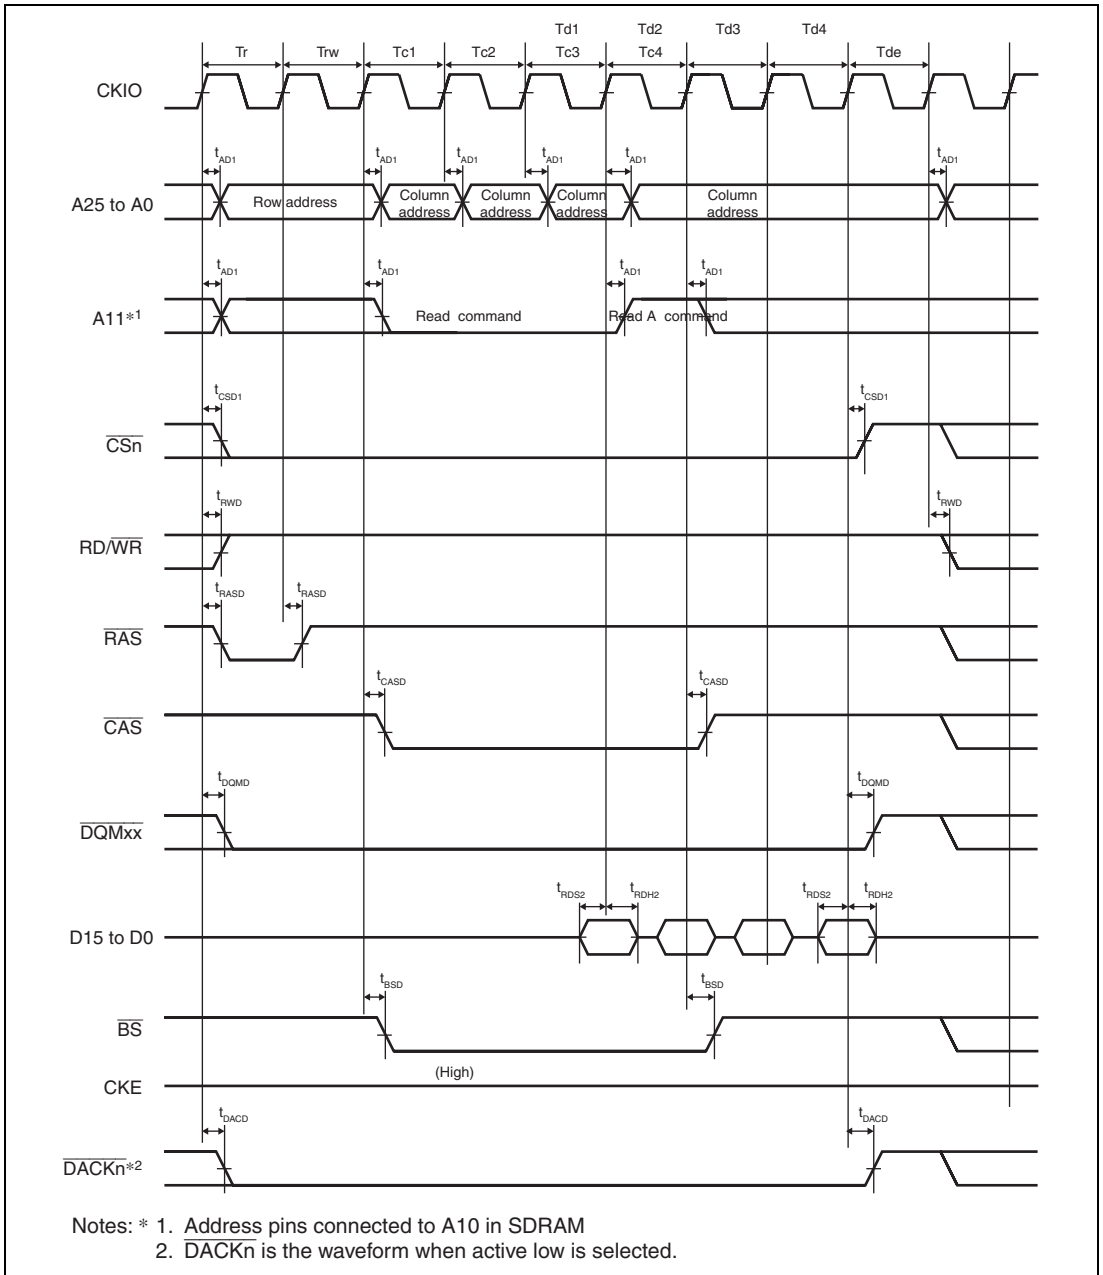 Td1 Td2 Td3 Td4
Tr Trw Tc1 Tc2 Tc3 Tc4 Tde
CKIO
tAD1 tAD1 tAD1 tAD1 tAD1 tAD1
A25 to A0
Row address
Column address
Column address
Column address
Column address
tAD1 tAD1 tAD1 tAD1
A11*1
Read command
Read A command
tCSD1 tCSD1
CSn
tRWD tRWD
RD/WR
tRASD tRASD
RAS
tCASD tCASD
CAS
tDQMD tDQMD
DQMxx
tRDS2 tRDH2 tRDS2 tRDH2
D15 to D0
tBSD tBSD
BS
(High)
CKE
tDACD tDACD
DACKn*2
Notes: * 1. Address pins connected to A10 in SDRAM
2. DACKn is the waveform when active low is selected.